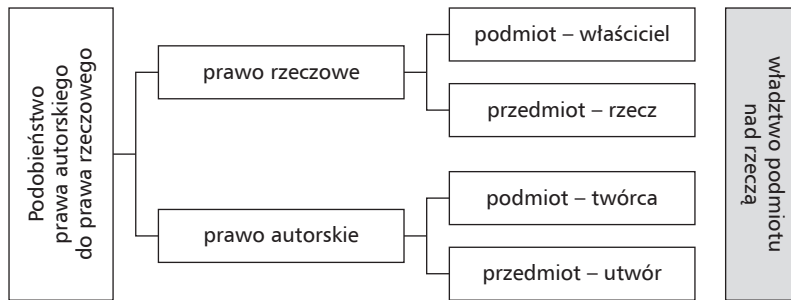 Podobieństwo
prawa autorskiego
do prawa rzeczowego
prawo rzeczowe
podmiot – właściciel
przedmiot – rzecz
prawo autorskie
podmiot – twórca
przedmiot – utwór
władztwo podmiotu
nad rzeczą